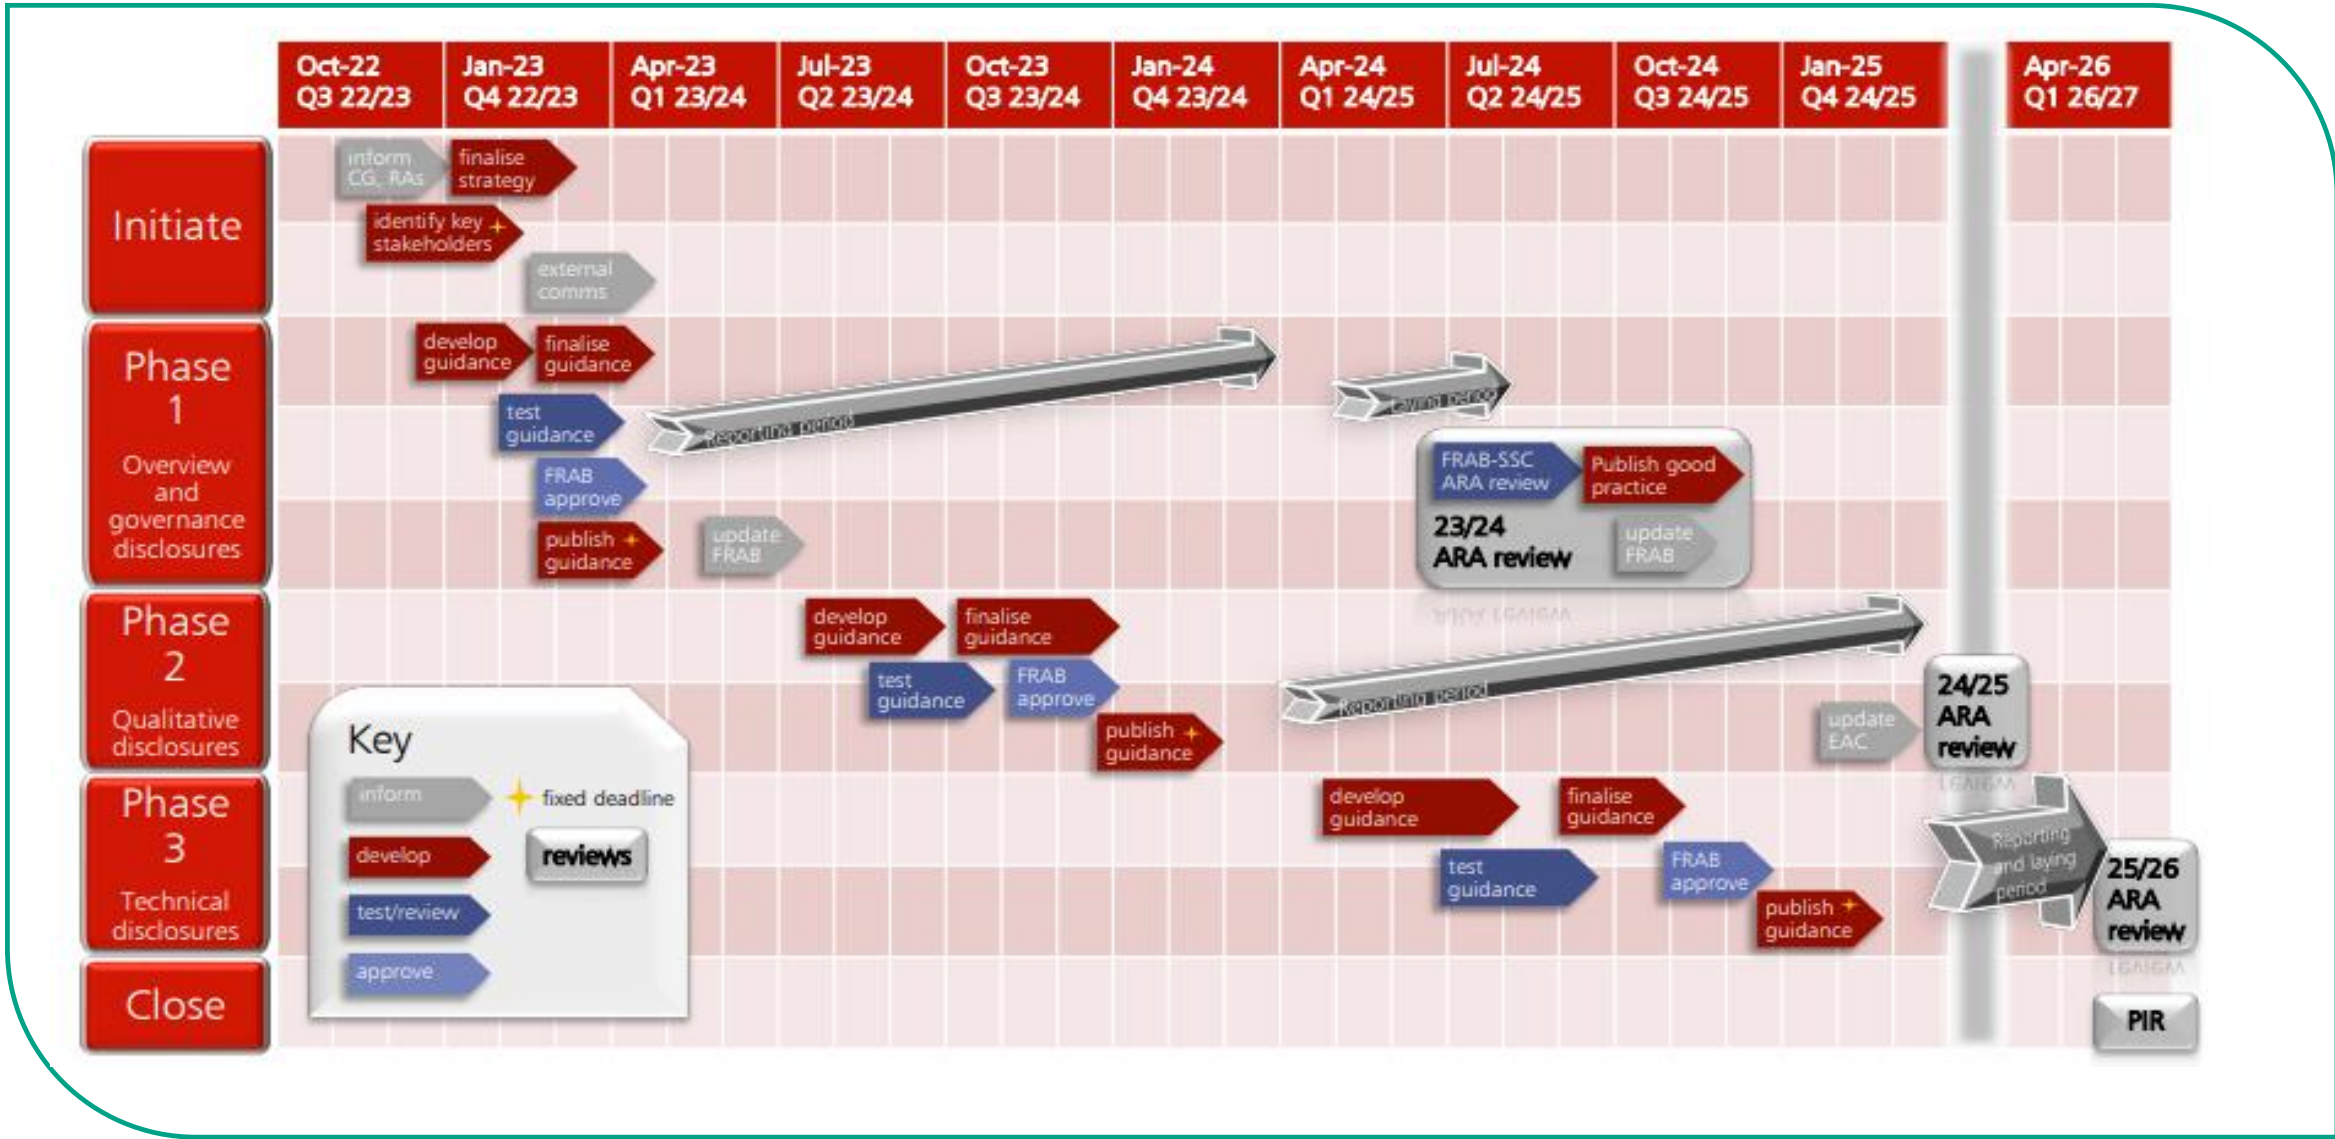 Oct-22
Q3 22/23
Jan-23
Q4 22/23
Apr-23
Q1 23/24
Jul-23
Q2 23/24
Oct-23
Q3 23/24
Jan-24
Q4 23/24
Apr-24
Q1 24/25
Jul-24
Q2 24/25
Oct-24
Q3 24/25
Jan-25
Q4 24/25
Apr-26
Q1 26/27
Initiate
inform
CG, RAs
finalise
strategy
identify key
stakeholders
external
comms
Phase
1
Overview
and
governance
disclosures
develop
guidance
finalise
guidance
test
guidance
FRAB
approve
publish
guidance
update
FRAB
Reporting period
Laying period
FRAB-SSC
ARA review
Publish good
practice
23/24
ARA review
update
FRAB
Phase
2
Qualitative
disclosures
develop
guidance
finalise
guidance
test
guidance
FRAB
approve
publish
guidance
Reporting period
update
EAC
24/25
ARA
review
Phase
3
Technical
disclosures
develop
guidance
finalise
guidance
test
guidance
FRAB
approve
publish
guidance
Reporting
and laying
period
25/26
ARA
review
Close
PIR
Key
inform
fixed deadline
develop
reviews
test/review
approve